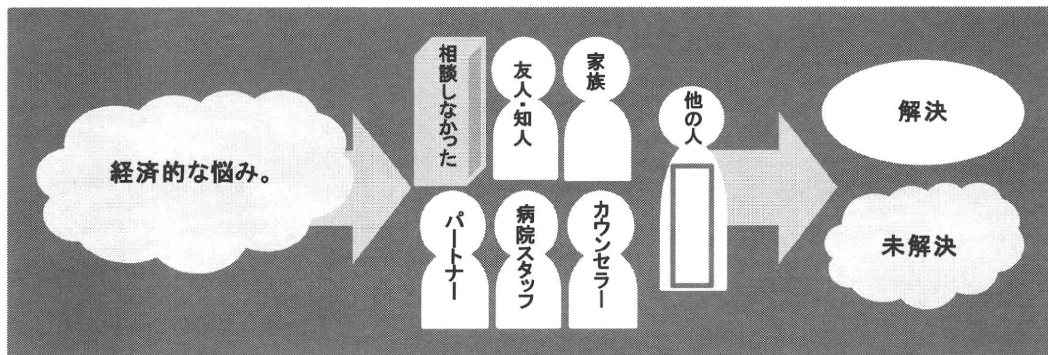 経済的な悩み。
相談しなかった
友人・知人
家族
パートナー
病院スタッフ
カウンセラー
他の人
解決
未解決